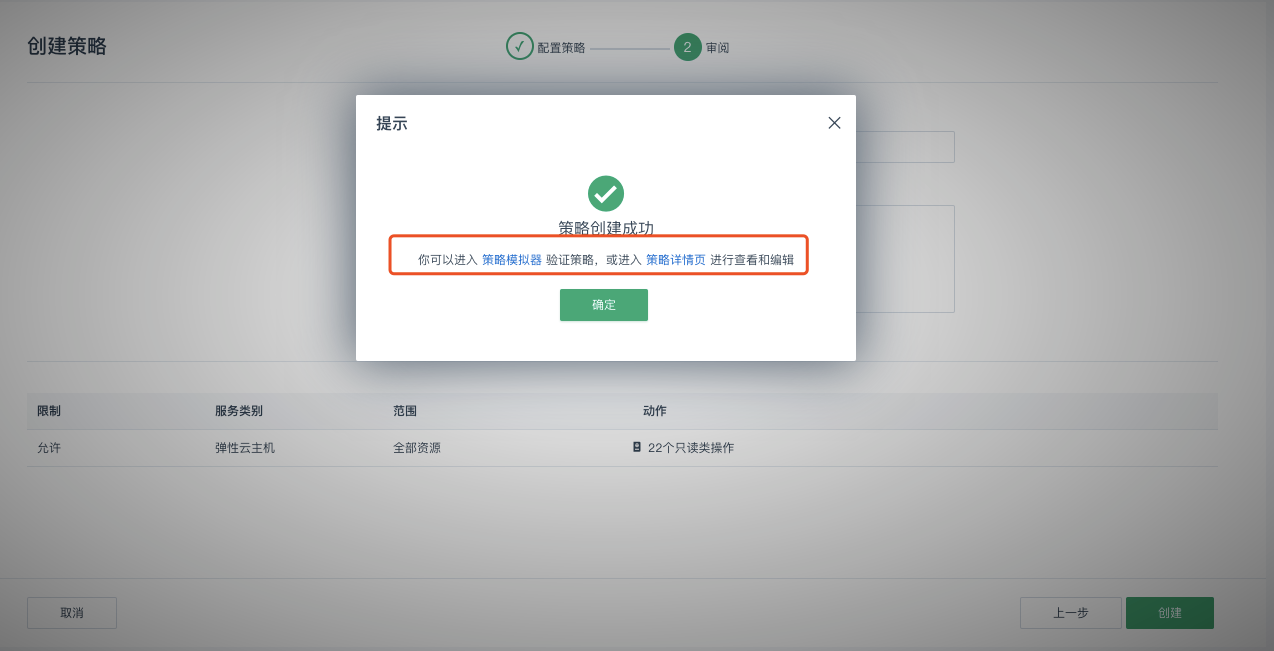 创建策略
✓ 配置策略
2 审阅
提示
策略创建成功
你可以进入 策略模拟器 验证策略，或进入 策略详情页 进行查看和编辑
确定
限制 服务类别 范围 动作
允许 弹性云主机 全部资源 22个只读类操作
取消 上一步 创建